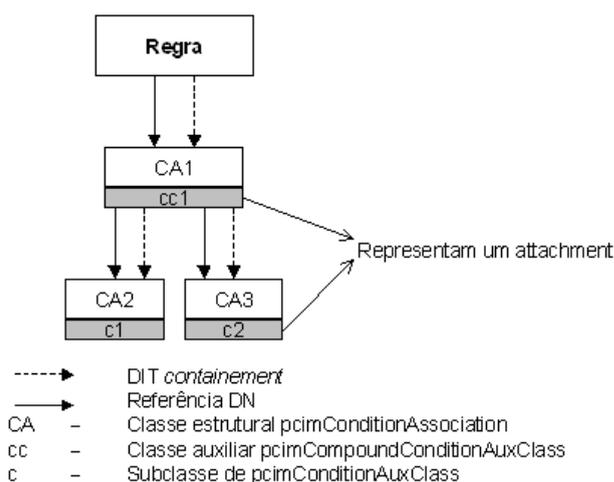 Regra
CA1
cc1
Representam um attachment
CA2
CA3
c1
c2
DIT containement
Referência DN
CA – Classe estrutural pcimConditionAssociation
cc – Classe auxiliar pcimCompoundConditionAuxClass
c – Subclasse de pcimConditionAuxClass